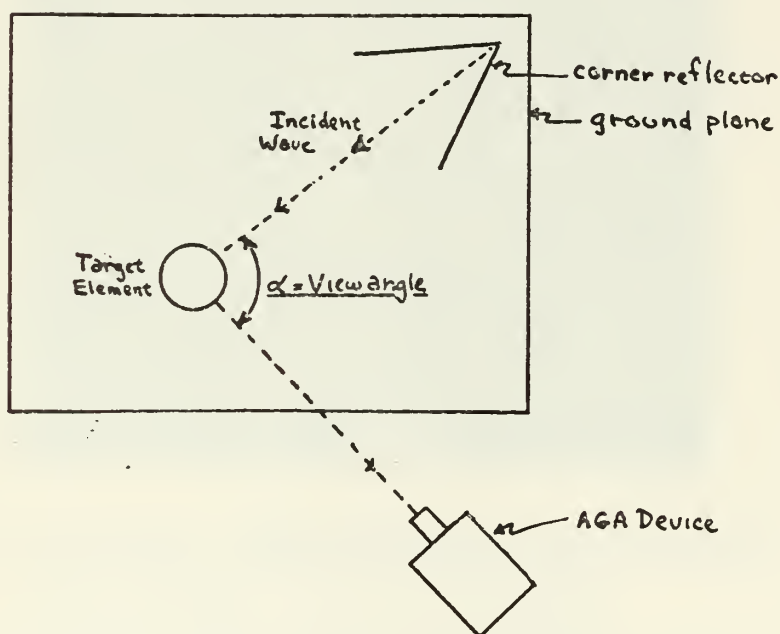 corner reflector
ground plane
Incident
Wave
Target
Element
α = View angle
AGA Device